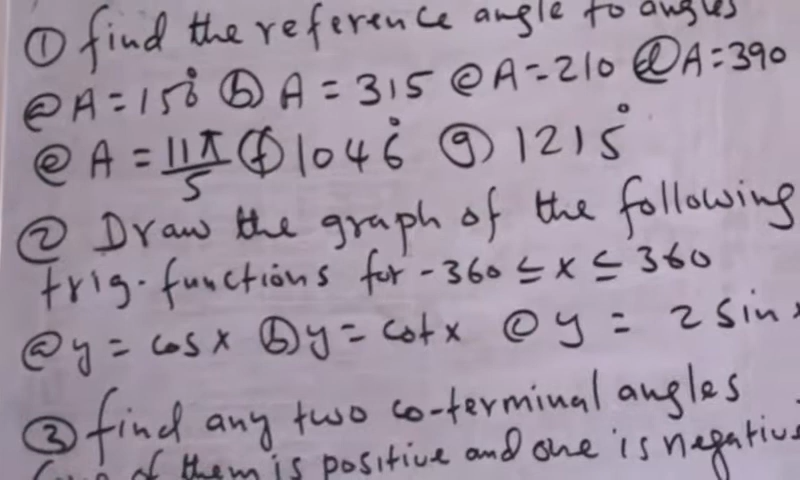 ① find the reference angle to angles
ⓐ A = 150° ⓑ A = 315 ⓒ A = 210 ⓓ A = 390
ⓔ A = 11π/5 ⓕ 1046° ⓖ 1215°
② Draw the graph of the following
trig. functions for -360 ≤ x ≤ 360
ⓐ y = cos x ⓑ y = cot x ⓒ y = 2 sin x
③ find any two co-terminal angles
of them is positive and one is negative